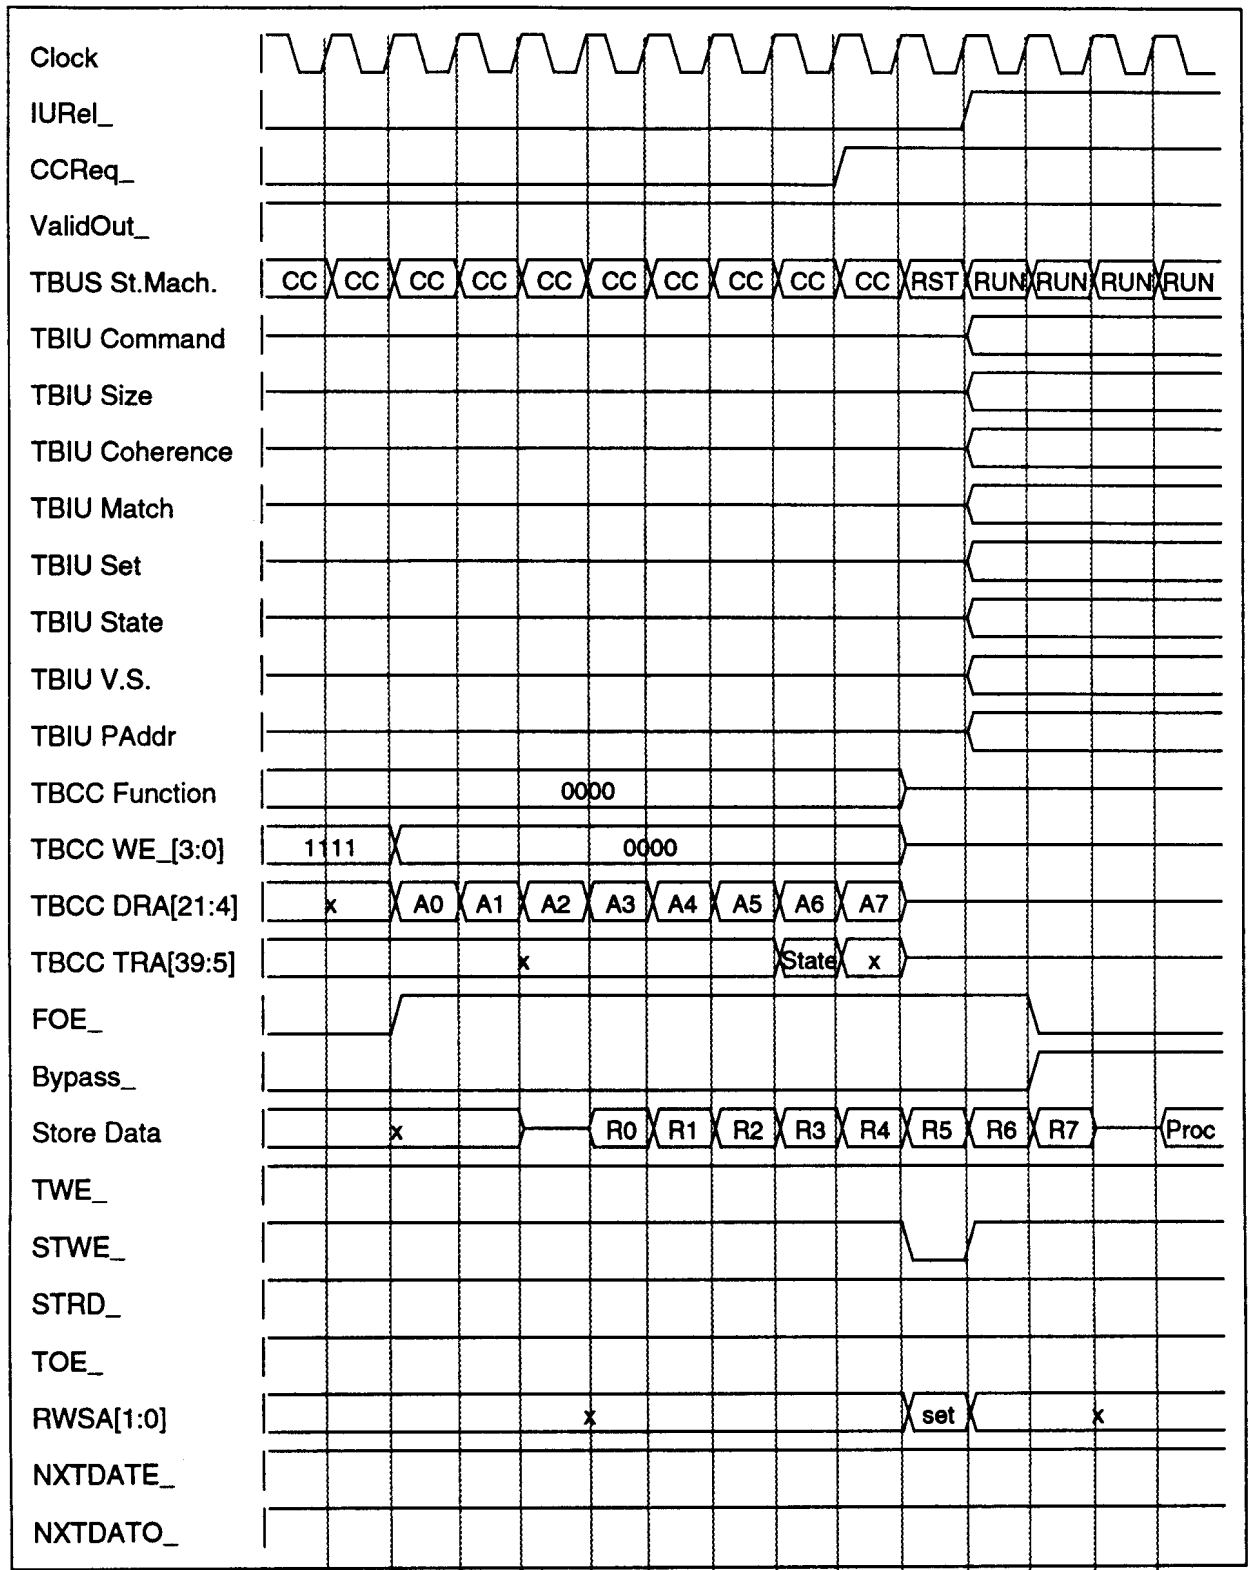 Clock
IURel_
CCReq_
ValidOut_
TBUS St.Mach. CC CC CC CC CC CC CC CC CC CC RST RUN RUN RUN RUN
TBIU Command
TBIU Size
TBIU Coherence
TBIU Match
TBIU Set
TBIU State
TBIU V.S.
TBIU PAddr
TBCC Function 0000
TBCC WE_[3:0] 1111 0000
TBCC DRA[21:4] x A0 A1 A2 A3 A4 A5 A6 A7
TBCC TRA[39:5] x State x
FOE_
Bypass_
Store Data x R0 R1 R2 R3 R4 R5 R6 R7 Proc
TWE_
STWE_
STRD_
TOE_
RWSA[1:0] x set x
NXTDATE_
NXTDATO_